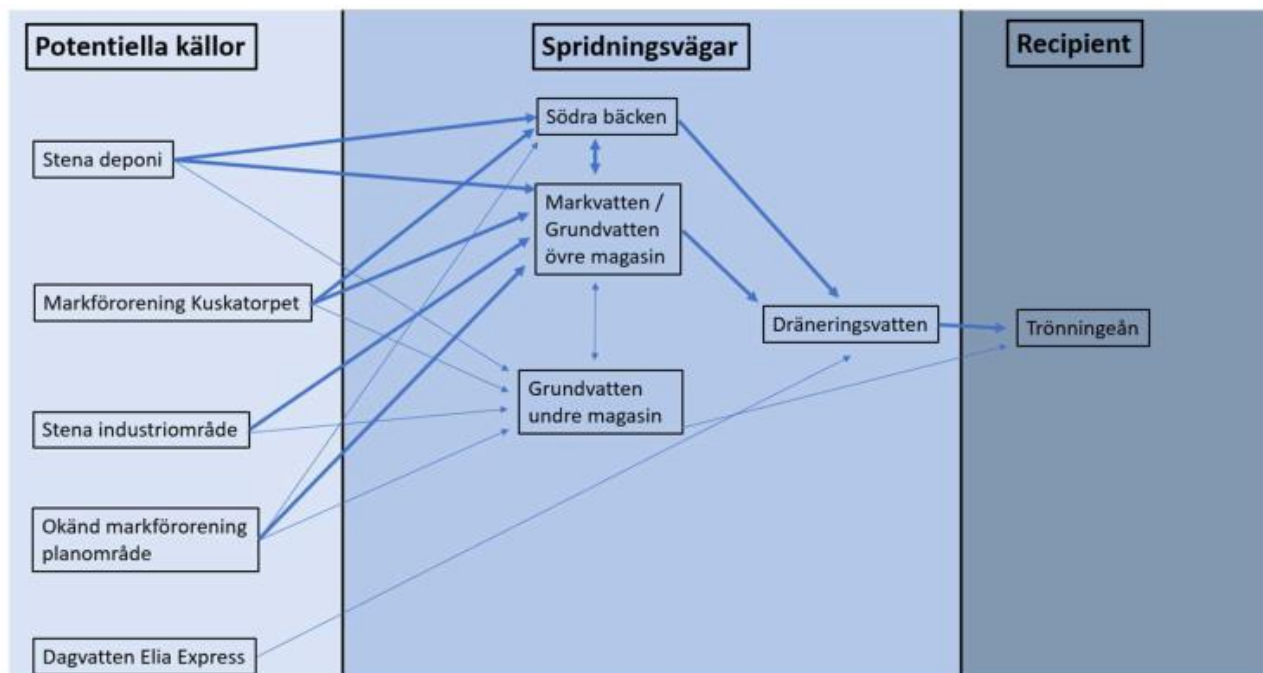 Potentiella källor
Stena deponi
Markförorening Kuskatorpet
Stena industriområde
Okänd markförorening
planområde
Dagvatten Elia Express
Spridningsvägar
Södra bäcken
Markvatten /
Grundvatten
övre magasin
Grundvatten
undre magasin
Dräneringsvatten
Recipient
Trönningeån